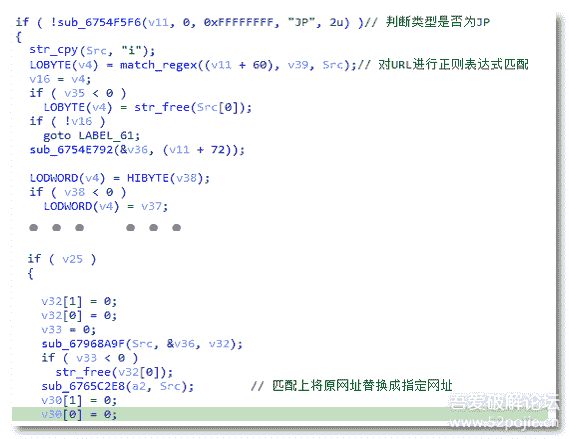 if ( !sub_6754F5F6(v11, 0, 0xFFFFFFFF, "JP", 2u) )// 判断类型是否为JP
{
str_cpy(Src, "i");
LOBYTE(v4) = match_regex((v11 + 60), v39, Src);// 对URL进行正则表达式匹配
v16 = v4;
if ( v35 < 0 )
LOBYTE(v4) = str_free(Src[0]);
if ( !v16 )
goto LABEL_61;
sub_6754E792(&v36, (v11 + 72));
LODWORD(v4) = HIBYTE(v38);
if ( v38 < 0 )
LODWORD(v4) = v37;
● ● ● ● ● ●
if ( v25 )
{
v32[1] = 0;
v32[0] = 0;
v33 = 0;
sub_67968A9F(Src, &v36, v32);
if ( v33 < 0 )
str_free(v32[0]);
sub_6765C2E8(a2, Src); // 匹配上将原网址替换成指定网址
v30[1] = 0;
v30[0] = 0;
吾爱破解论坛
www.52pojie.cn